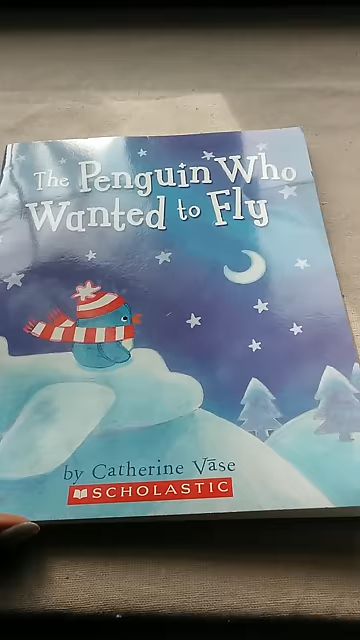 The Penguin Who
Wanted to Fly
by Catherine Vāse
SCHOLASTIC